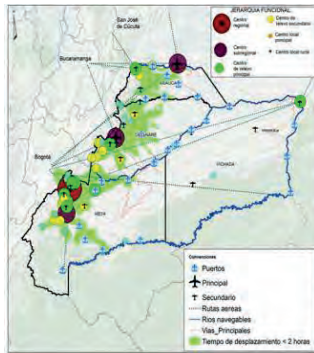 San José
de Cúcuta
Bucaramanga
Bogotá
ARAUCA
CASANARE
META
VICHADA
JERARQUIA FUNCIONAL
Centro
regional
Centro de
relevo secundario
Centro
subregional
Centro local
principal
Centro
de relevo
principal
Centro local rural
Convenciones
Puertos
Principal
Secundario
Rutas aereas
Rios navegables
Vias_Principales
Tiempo de desplazamiento < 2 horas